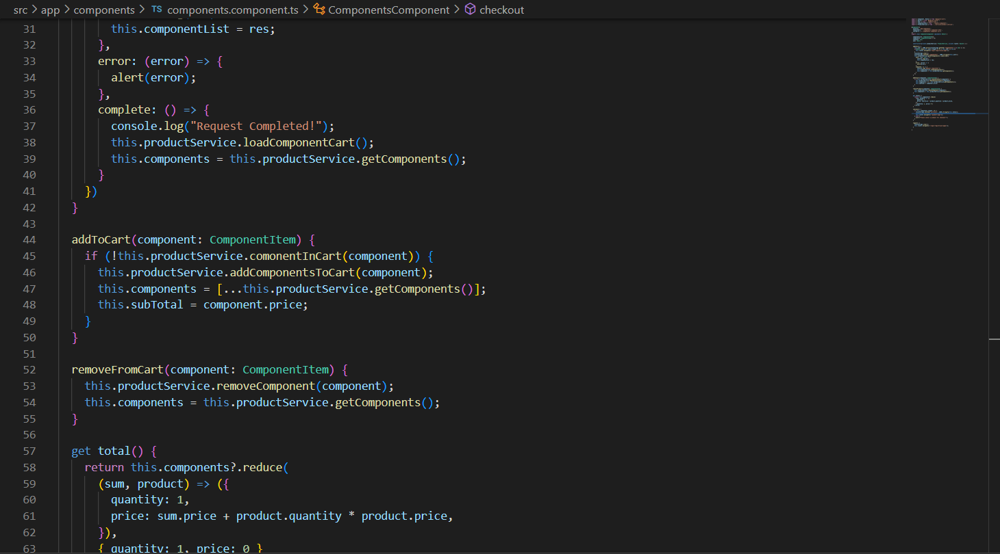 src > app > components > TS components.component.ts > ComponentsComponent > checkout
31 this.componentList = res;
32 },
33 error: (error) => {
34 alert(error);
35 },
36 complete: () => {
37 console.log("Request Completed!");
38 this.productService.loadComponentCart();
39 this.components = this.productService.getComponents();
40 }
41 })
42 }
43
44 addToCart(component: ComponentItem) {
45 if (!this.productService.comonentInCart(component)) {
46 this.productService.addComponentsToCart(component);
47 this.components = [...this.productService.getComponents()];
48 this.subTotal = component.price;
49 }
50 }
51
52 removeFromCart(component: ComponentItem) {
53 this.productService.removeComponent(component);
54 this.components = this.productService.getComponents();
55 }
56
57 get total() {
58 return this.components?.reduce(
59 (sum, product) => ({
60 quantity: 1,
61 price: sum.price + product.quantity * product.price,
62 }),
63 { quantity: 1, price: 0 }